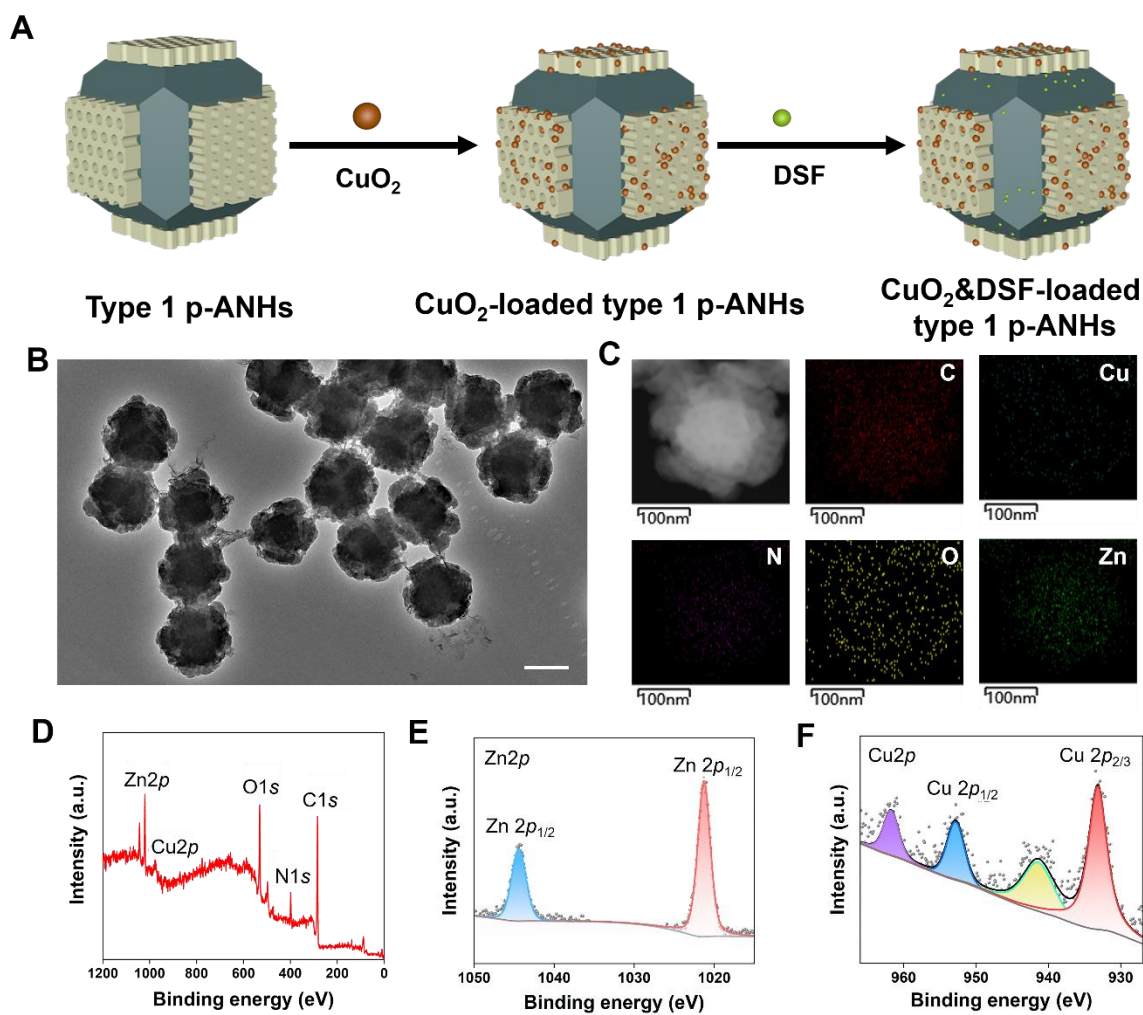 A
CuO₂
DSF
Type 1 p-ANHs
CuO₂-loaded type 1 p-ANHs
CuO₂&DSF-loaded
type 1 p-ANHs
B
C
C
Cu
100nm
100nm
100nm
N
O
Zn
100nm
100nm
100nm
D
Zn2p
Cu2p
O1s
N1s
C1s
Intensity (a.u.)
1200 1000 800 600 400 200 0
Binding energy (eV)
E
Zn2p
Zn 2p1/2
Zn 2p1/2
Intensity (a.u.)
1050 1040 1030 1020
Binding energy (eV)
F
Cu2p
Cu 2p1/2
Cu 2p2/3
Intensity (a.u.)
960 950 940 930
Binding energy (eV)